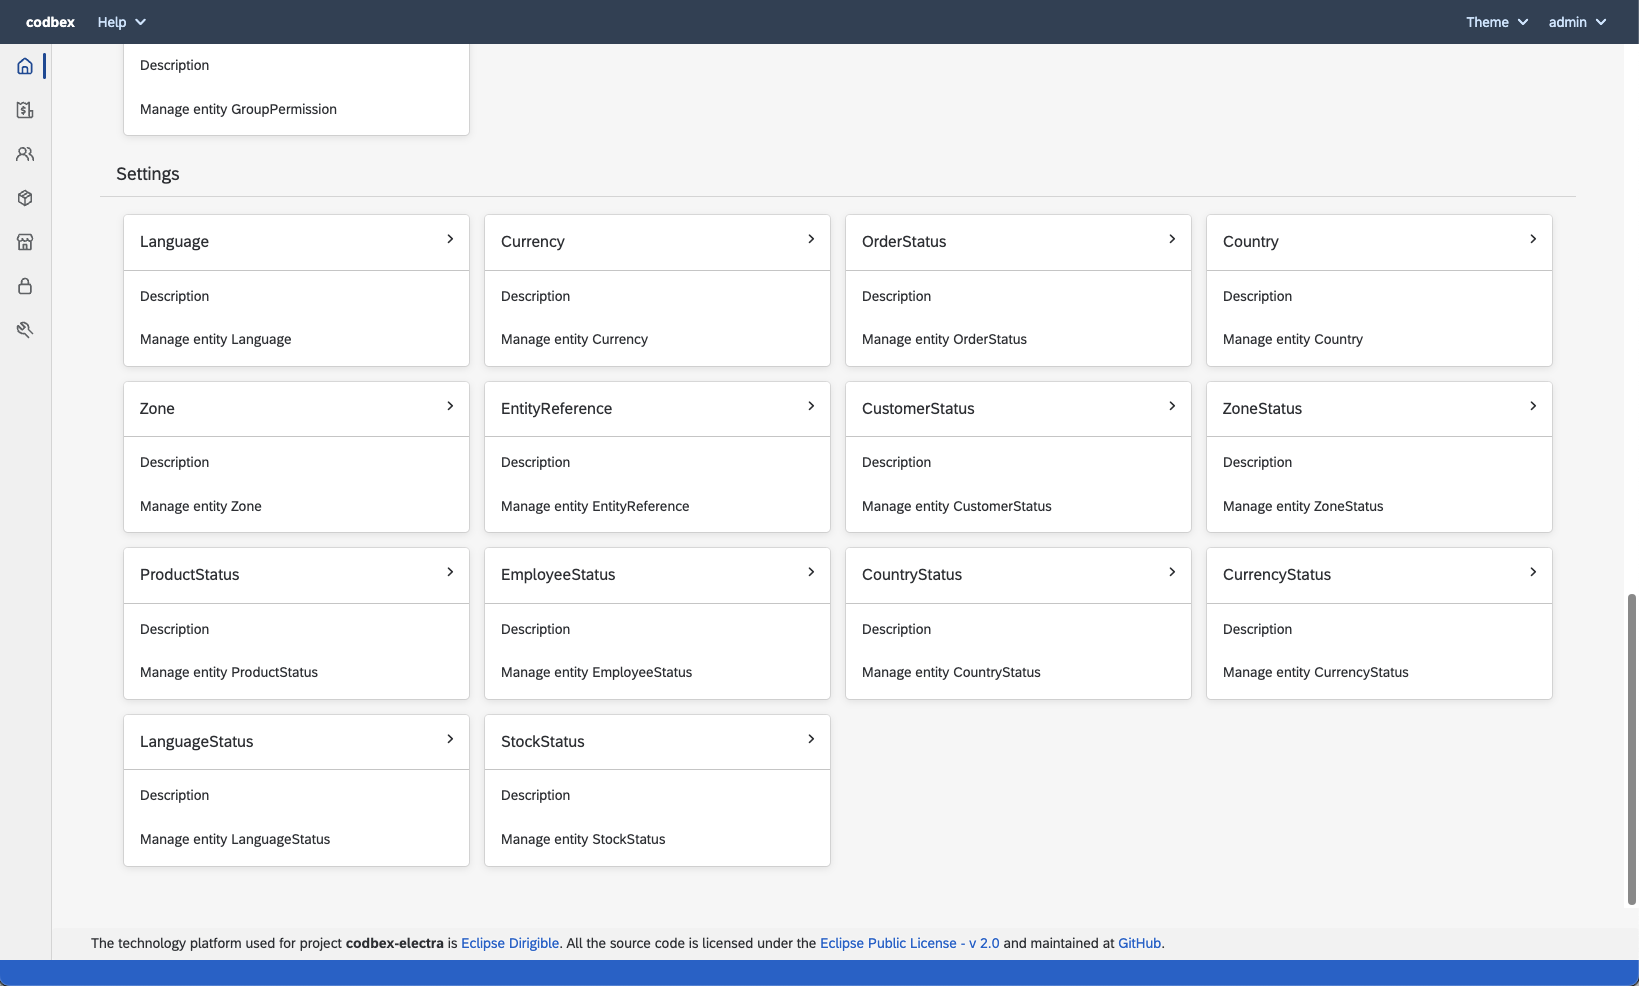 codbex Help Theme admin
Description
Manage entity GroupPermission
Settings
Language Currency OrderStatus Country
Description Description Description Description
Manage entity Language Manage entity Currency Manage entity OrderStatus Manage entity Country
Zone EntityReference CustomerStatus ZoneStatus
Description Description Description Description
Manage entity Zone Manage entity EntityReference Manage entity CustomerStatus Manage entity ZoneStatus
ProductStatus EmployeeStatus CountryStatus CurrencyStatus
Description Description Description Description
Manage entity ProductStatus Manage entity EmployeeStatus Manage entity CountryStatus Manage entity CurrencyStatus
LanguageStatus StockStatus
Description Description
Manage entity LanguageStatus Manage entity StockStatus
The technology platform used for project codbex-electra is Eclipse Dirigible. All the source code is licensed under the Eclipse Public License - v 2.0 and maintained at GitHub.